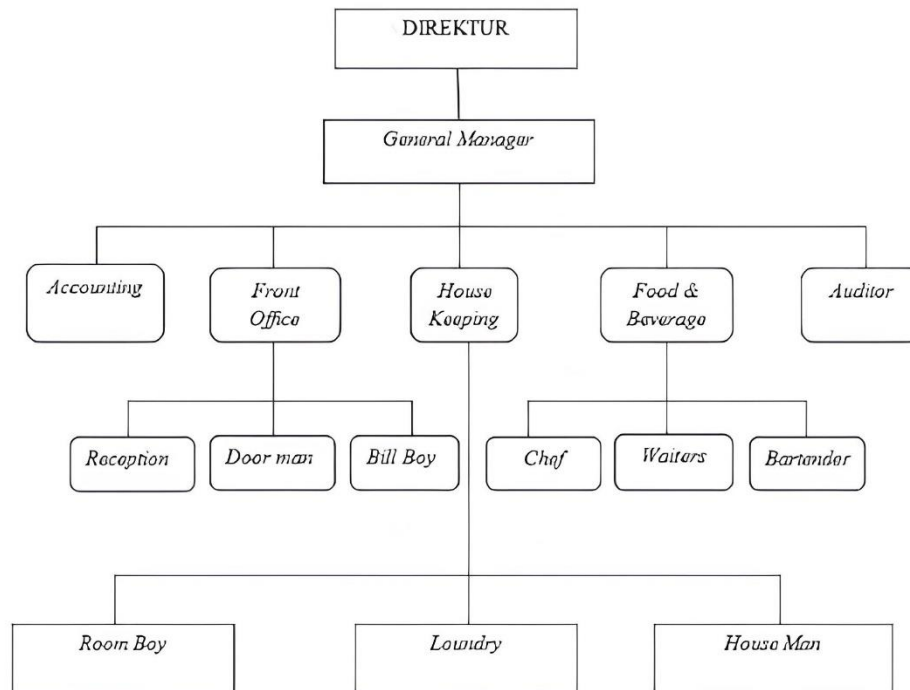 DIREKTUR
General Manager
Accounting
Front
Office
House
Keeping
Food &
Beverage
Auditor
Reception
Door man
Bill Boy
Chef
Waiters
Bartender
Room Boy
Loundry
House Man